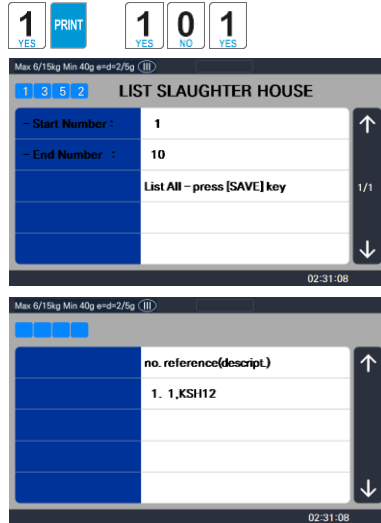 1 PRINT 1 0 1
YES YES NO YES
Max 6/15kg Min 40g e=d=2/5g (III)
1 3 5 2 LIST SLAUGHTER HOUSE
- Start Number : 1
- End Number : 10
List All - press [SAVE] key
1/1
02:31:08
Max 6/15kg Min 40g e=d=2/5g (III)
no. reference(descript.)
1. 1,KSH12
02:31:08